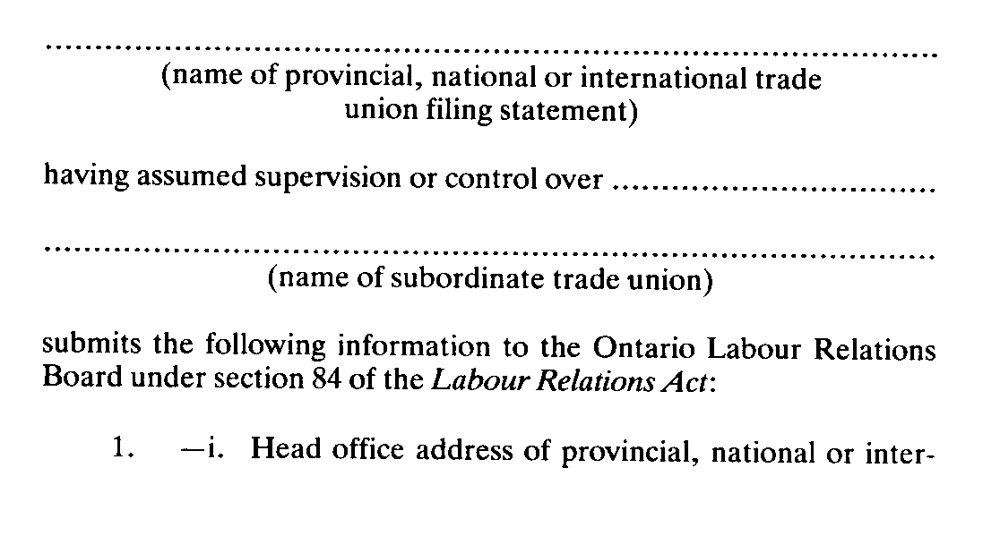 ..........................................................................................
(name of provincial, national or international trade
union filing statement)
having assumed supervision or control over .................................
..........................................................................................
(name of subordinate trade union)
submits the following information to the Ontario Labour Relations
Board under section 84 of the Labour Relations Act:
1. —i. Head office address of provincial, national or inter-